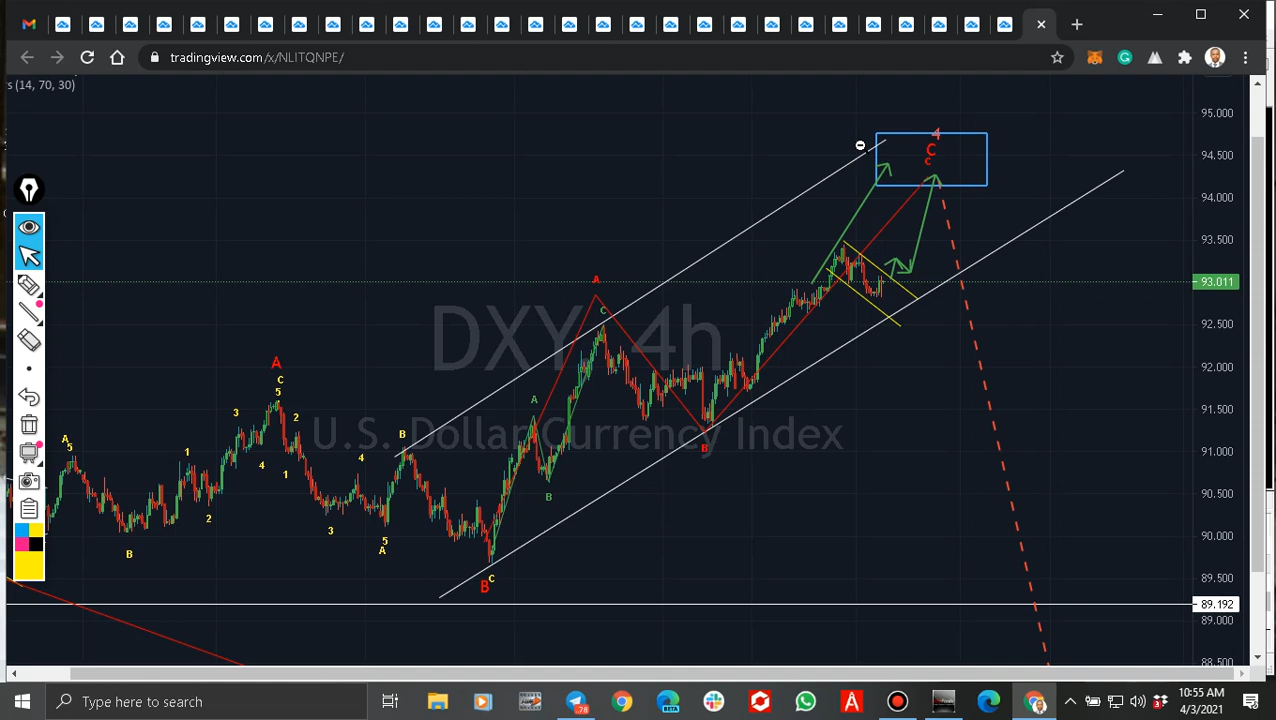 tradingview.com/x/NLITQNPE/
s (14, 70, 30)
95.000
4
C
c
94.500
94.000
93.500
93.011
A
C
92.500
DXY, 4h
A
92.000
C
5
A
91.500
3
2
B
U.S. Dollar Currency Index
A
5
1
4
1
4
B
91.000
2
3
B
90.500
5
A
B
90.000
B
C
89.500
89.192
89.000
88.500
Type here to search
78
3
10:55 AM
4/3/2021